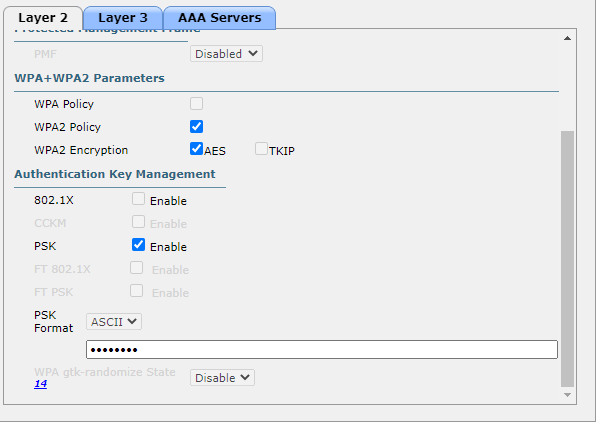 Layer 2 Layer 3 AAA Servers
Protected Management Frame
PMF Disabled
WPA+WPA2 Parameters
WPA Policy
WPA2 Policy
WPA2 Encryption AES TKIP
Authentication Key Management
802.1X Enable
CCKM Enable
PSK Enable
FT 802.1X Enable
FT PSK Enable
PSK
Format ASCII
••••••••
WPA gtk-randomize State
14 Disable